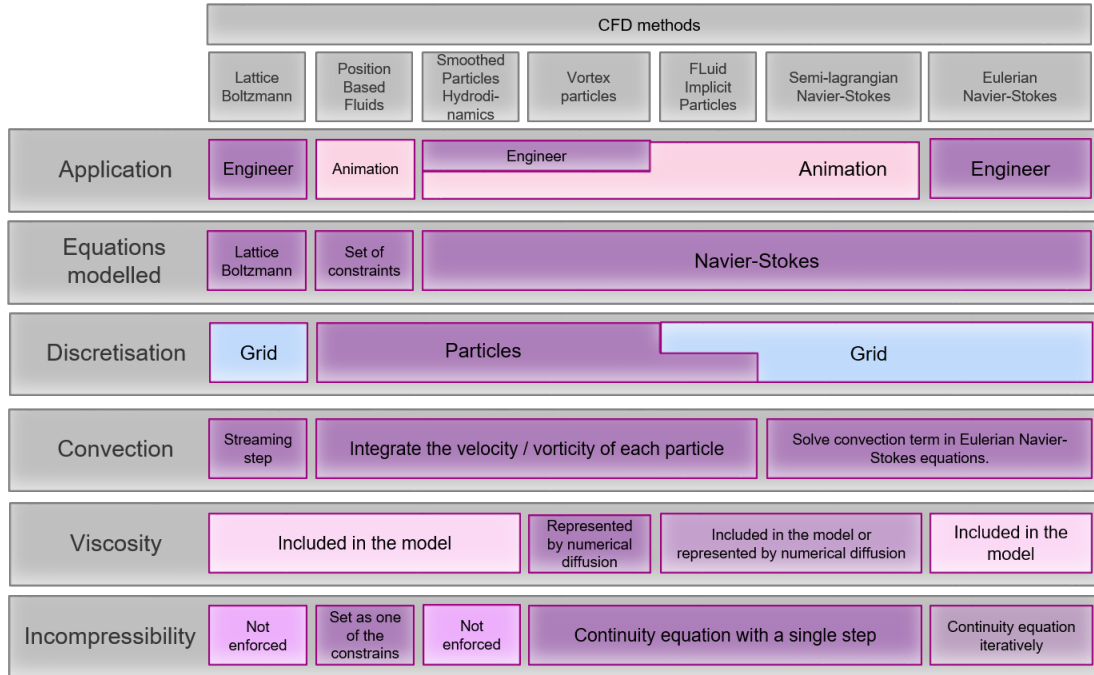 CFD methods
Lattice
Boltzmann
Position
Based
Fluids
Smoothed
Particles
Hydrodi-
namics
Vortex
particles
FLuid
Implicit
Particles
Semi-lagrangian
Navier-Stokes
Eulerian
Navier-Stokes
Application
Engineer
Animation
Engineer
Animation
Engineer
Equations
modelled
Lattice
Boltzmann
Set of
constraints
Navier-Stokes
Discretisation
Grid
Particles
Grid
Convection
Streaming
step
Integrate the velocity / vorticity of each particle
Solve convection term in Eulerian Navier-
Stokes equations.
Viscosity
Included in the model
Represented
by numerical
diffusion
Included in the model or
represented by numerical diffusion
Included in the
model
Incompressibility
Not
enforced
Set as one
of the
constrains
Not
enforced
Continuity equation with a single step
Continuity equation
iteratively